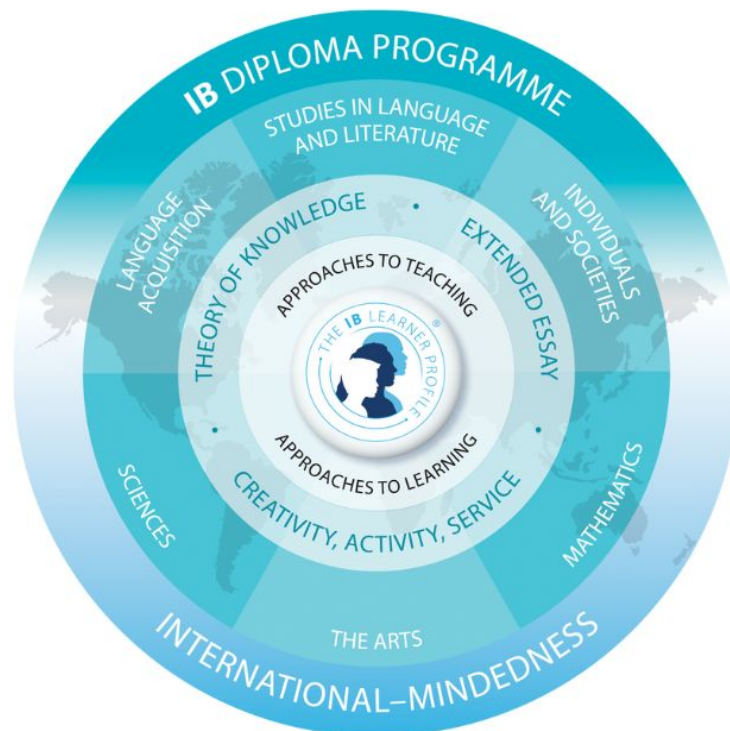 IB DIPLOMA PROGRAMME
STUDIES IN LANGUAGE
AND LITERATURE
LANGUAGE
ACQUISITION
INDIVIDUALS
AND SOCIETIES
THEORY OF KNOWLEDGE
EXTENDED ESSAY
APPROACHES TO TEACHING
THE IB LEARNER PROFILE
®
APPROACHES TO LEARNING
CREATIVITY, ACTIVITY, SERVICE
SCIENCES
MATHEMATICS
THE ARTS
INTERNATIONAL–MINDEDNESS